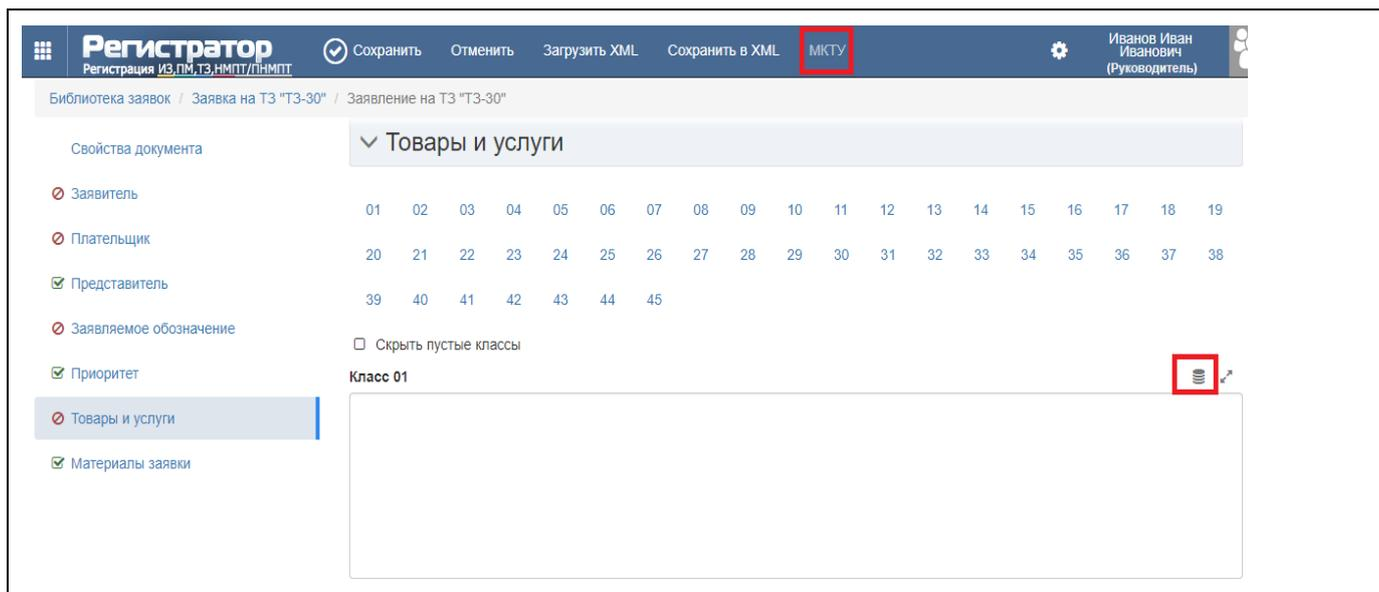 Регистратор
Регистрация ИЗ,ПМ,ТЗ,НМПТ/ПНМПТ
Сохранить Отменить Загрузить XML Сохранить в XML МКТУ
Иванов Иван
Иванович
(Руководитель)
Библиотека заявок / Заявка на ТЗ "ТЗ-30" / Заявление на ТЗ "ТЗ-30"
Свойства документа
Заявитель
Плательщик
Представитель
Заявляемое обозначение
Приоритет
Товары и услуги
Материалы заявки
Товары и услуги
01 02 03 04 05 06 07 08 09 10 11 12 13 14 15 16 17 18 19
20 21 22 23 24 25 26 27 28 29 30 31 32 33 34 35 36 37 38
39 40 41 42 43 44 45
Скрыть пустые классы
Класс 01